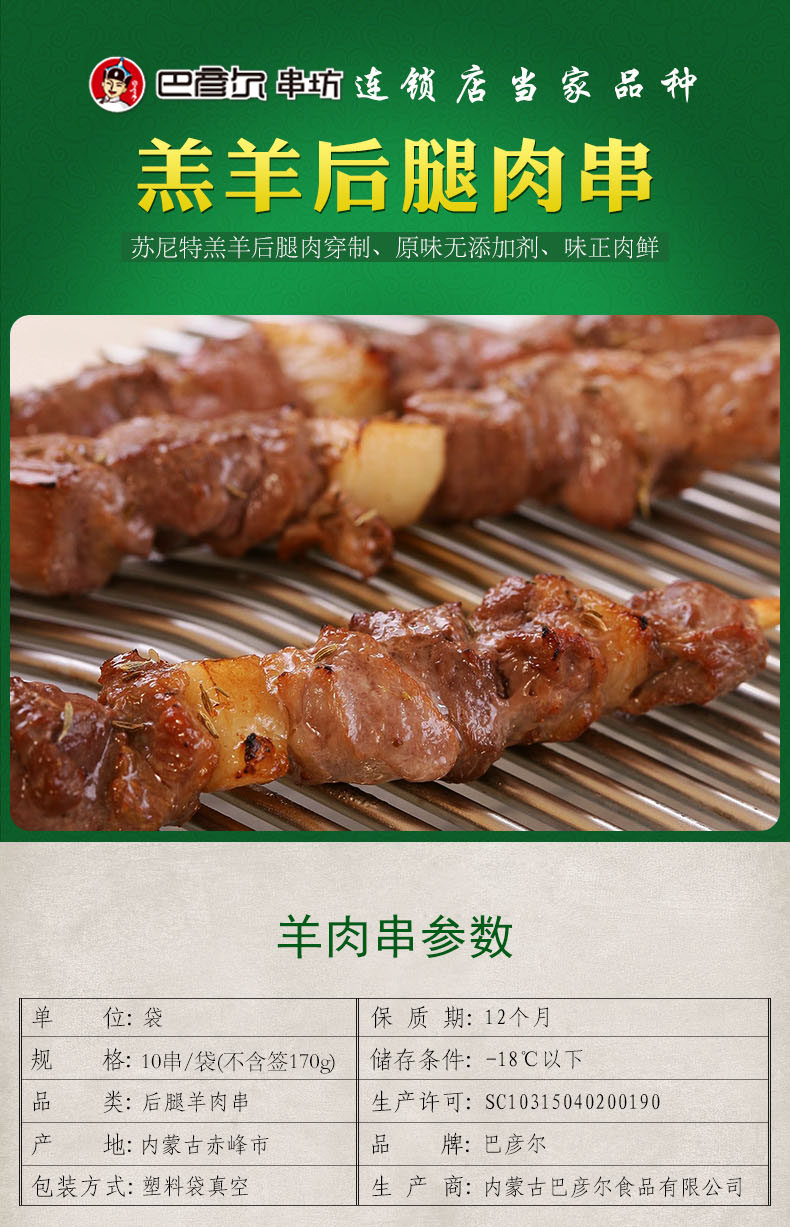 巴彦尔 串坊 连锁店当家品种
羔羊后腿肉串
苏尼特羔羊后腿肉穿制、原味无添加剂、味正肉鲜
羊肉串参数
单 位: 袋 保 质 期: 12个月
规 格: 10串/袋(不含签170g) 储存条件: -18℃以下
品 类: 后腿羊肉串 生产许可: SC10315040200190
产 地: 内蒙古赤峰市 品 牌: 巴彦尔
包装方式: 塑料袋真空 生 产 商: 内蒙古巴彦尔食品有限公司